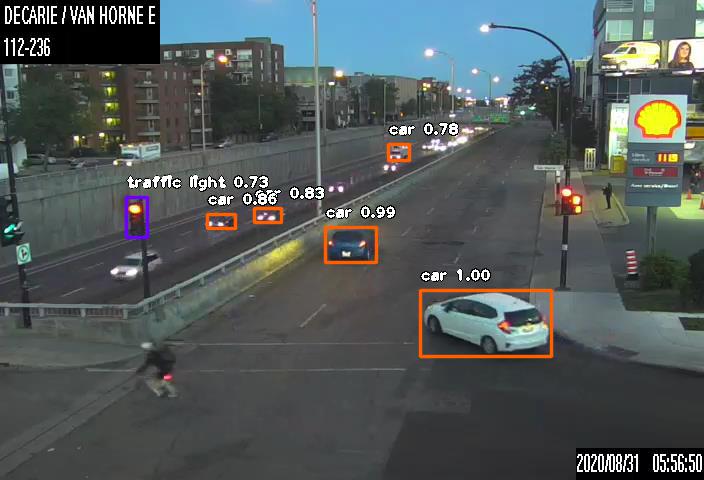 DECARIE / VAN HORNE E
112-236
car 0.78
traffic light 0.73
car 0.86
car 0.83
car 0.99
car 1.00
2020/08/31 05:56:50